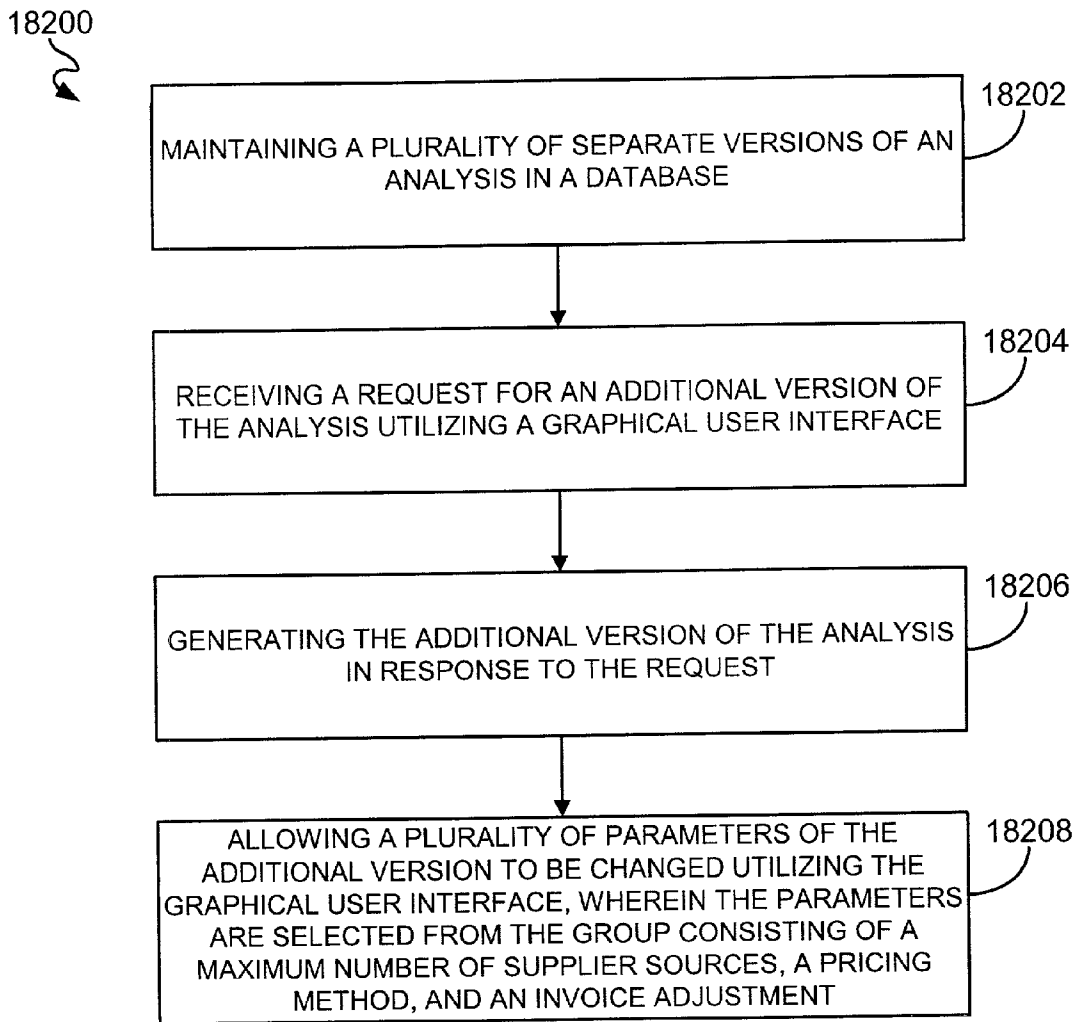 18200
18202
MAINTAINING A PLURALITY OF SEPARATE VERSIONS OF AN
ANALYSIS IN A DATABASE
18204
RECEIVING A REQUEST FOR AN ADDITIONAL VERSION OF
THE ANALYSIS UTILIZING A GRAPHICAL USER INTERFACE
18206
GENERATING THE ADDITIONAL VERSION OF THE ANALYSIS
IN RESPONSE TO THE REQUEST
18208
ALLOWING A PLURALITY OF PARAMETERS OF THE
ADDITIONAL VERSION TO BE CHANGED UTILIZING THE
GRAPHICAL USER INTERFACE, WHEREIN THE PARAMETERS
ARE SELECTED FROM THE GROUP CONSISTING OF A
MAXIMUM NUMBER OF SUPPLIER SOURCES, A PRICING
METHOD, AND AN INVOICE ADJUSTMENT